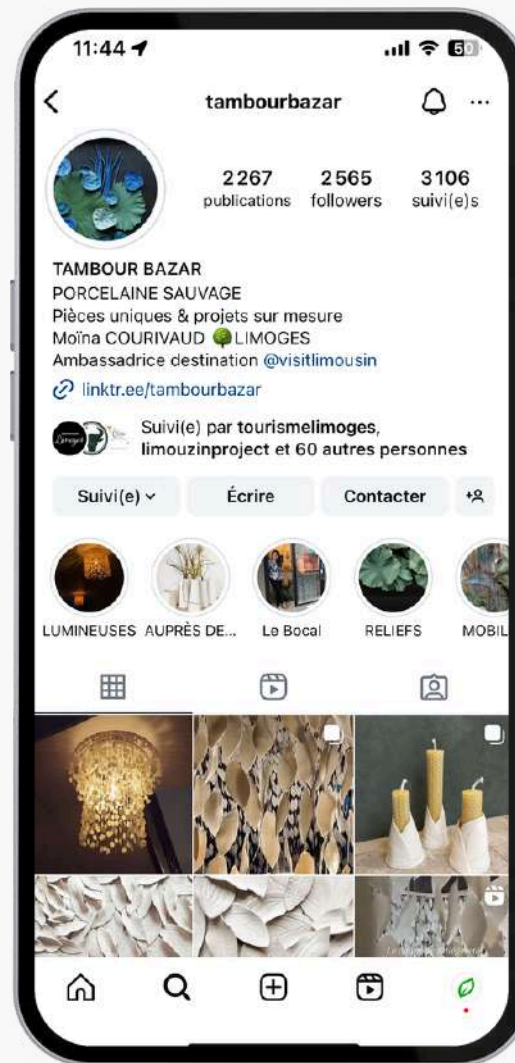 11:44
50
tambourbazar
2267 2565 3106
publications followers suivi(e)s
TAMBOUR BAZAR
PORCELAINE SAUVAGE
Pièces uniques & projets sur mesure
Moïna COURIVAUD 🌳LIMOGES
Ambassadrice destination @visitlimousin
linktr.ee/tambourbazar
Limoges
Suivi(e) par tourismelimoges,
limouzinproject et 60 autres personnes
Suivi(e) Écrire Contacter
LUMINEUSES AUPRÈS DE... Le Bocal RELIEFS MOBIL